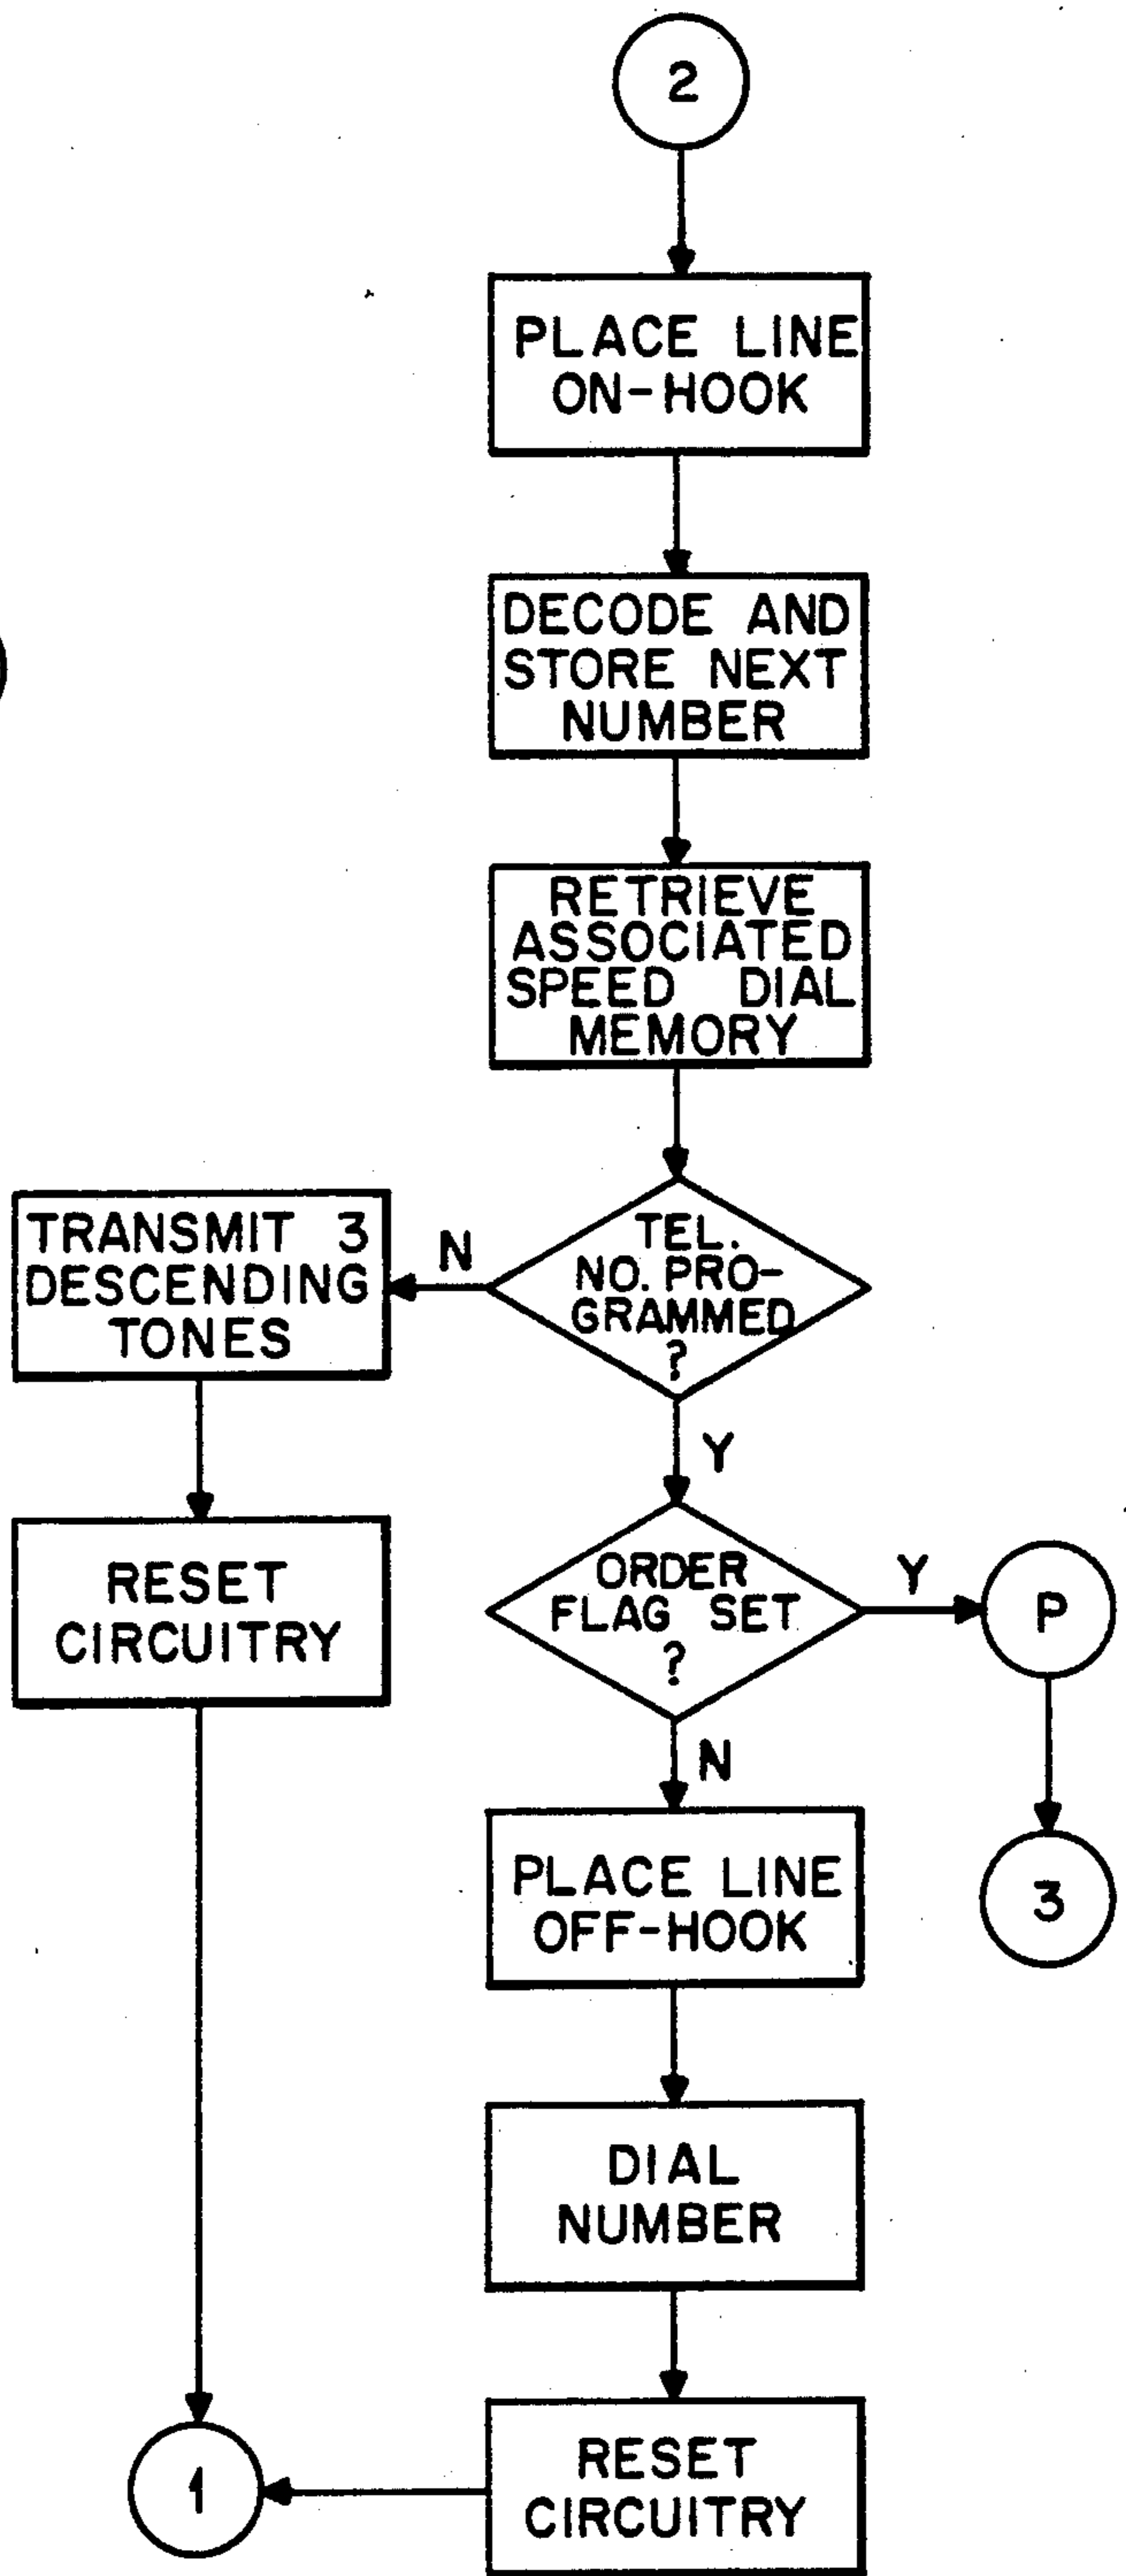 2
PLACE LINE
ON-HOOK
DECODE AND
STORE NEXT
NUMBER
RETRIEVE
ASSOCIATED
SPEED DIAL
MEMORY
TEL.
NO. PRO-
GRAMMED
?
N
TRANSMIT 3
DESCENDING
TONES
RESET
CIRCUITRY
Y
ORDER
FLAG SET
?
Y
P
3
N
PLACE LINE
OFF-HOOK
DIAL
NUMBER
RESET
CIRCUITRY
1